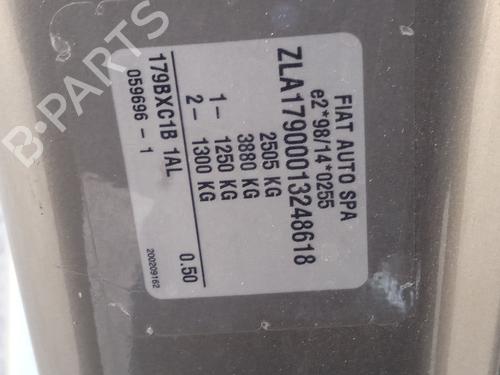 FIAT AUTO SPA
e2*98/14*0255
ZLA17900013248618
2505 KG
3880 KG
1- 1250 KG
2- 1300 KG
179BXC1B 1AL 0.50
059696 - 1
200209162
B-PARTS